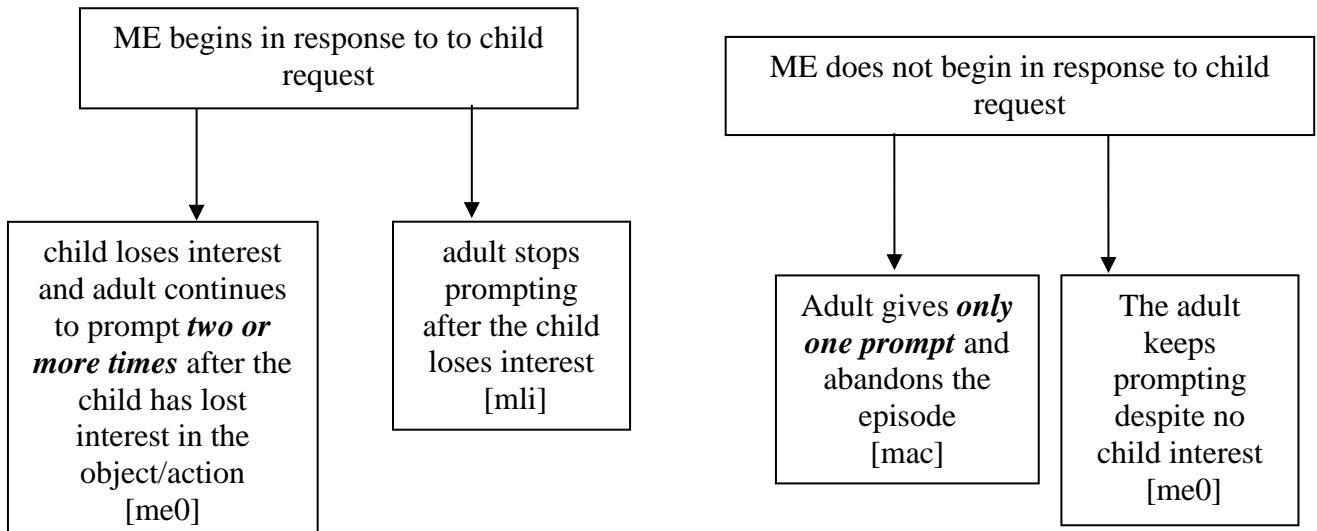 ME begins in response to to child
request
ME does not begin in response to child
request
child loses interest
and adult continues
to prompt two or
more times after the
child has lost
interest in the
object/action
[me0]
adult stops
prompting
after the child
loses interest
[mli]
Adult gives only
one prompt and
abandons the
episode
[mac]
The adult
keeps
prompting
despite no
child interest
[me0]